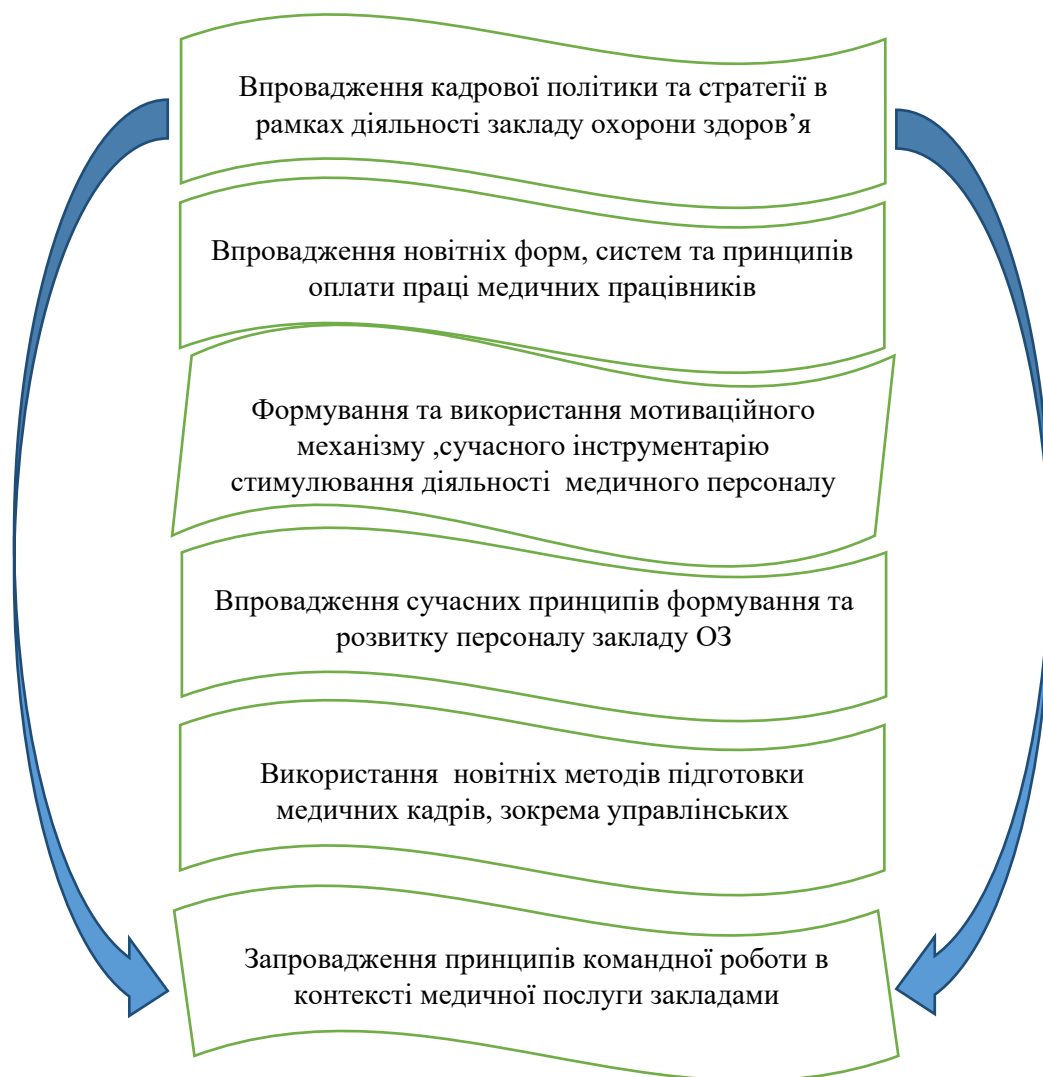 Впровадження кадрової політики та стратегії в
рамках діяльності закладу охорони здоров’я
Впровадження новітніх форм, систем та принципів
оплати праці медичних працівників
Формування та використання мотиваційного
механізму ,сучасного інструментарію
стимулювання діяльності  медичного персоналу
Впровадження сучасних принципів формування та
розвитку персоналу закладу ОЗ
Використання  новітніх методів підготовки
медичних кадрів, зокрема управлінських
Запровадження принципів командної роботи в
контексті медичної послуги закладами